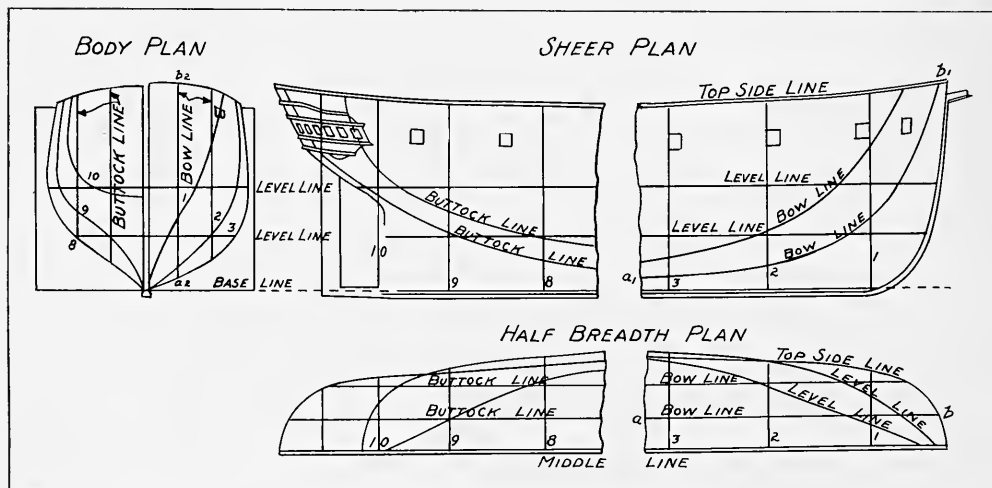 BODY PLAN
SHEER PLAN
b2
b1
TOP SIDE LINE
BUTTOCK LINE
BOW LINE
B
10
1
9
2
8
3
LEVEL LINE
LEVEL LINE
a2
BASE LINE
BUTTOCK LINE
BUTTOCK LINE
10
9
8
LEVEL LINE
BOW LINE
LEVEL LINE
BOW LINE
a1
3
2
1
HALF BREADTH PLAN
TOP SIDE LINE
BUTTOCK LINE
BOW LINE
LEVEL LINE
BUTTOCK LINE
a
BOW LINE
LEVEL LINE
b
10
9
8
3
2
1
MIDDLE LINE